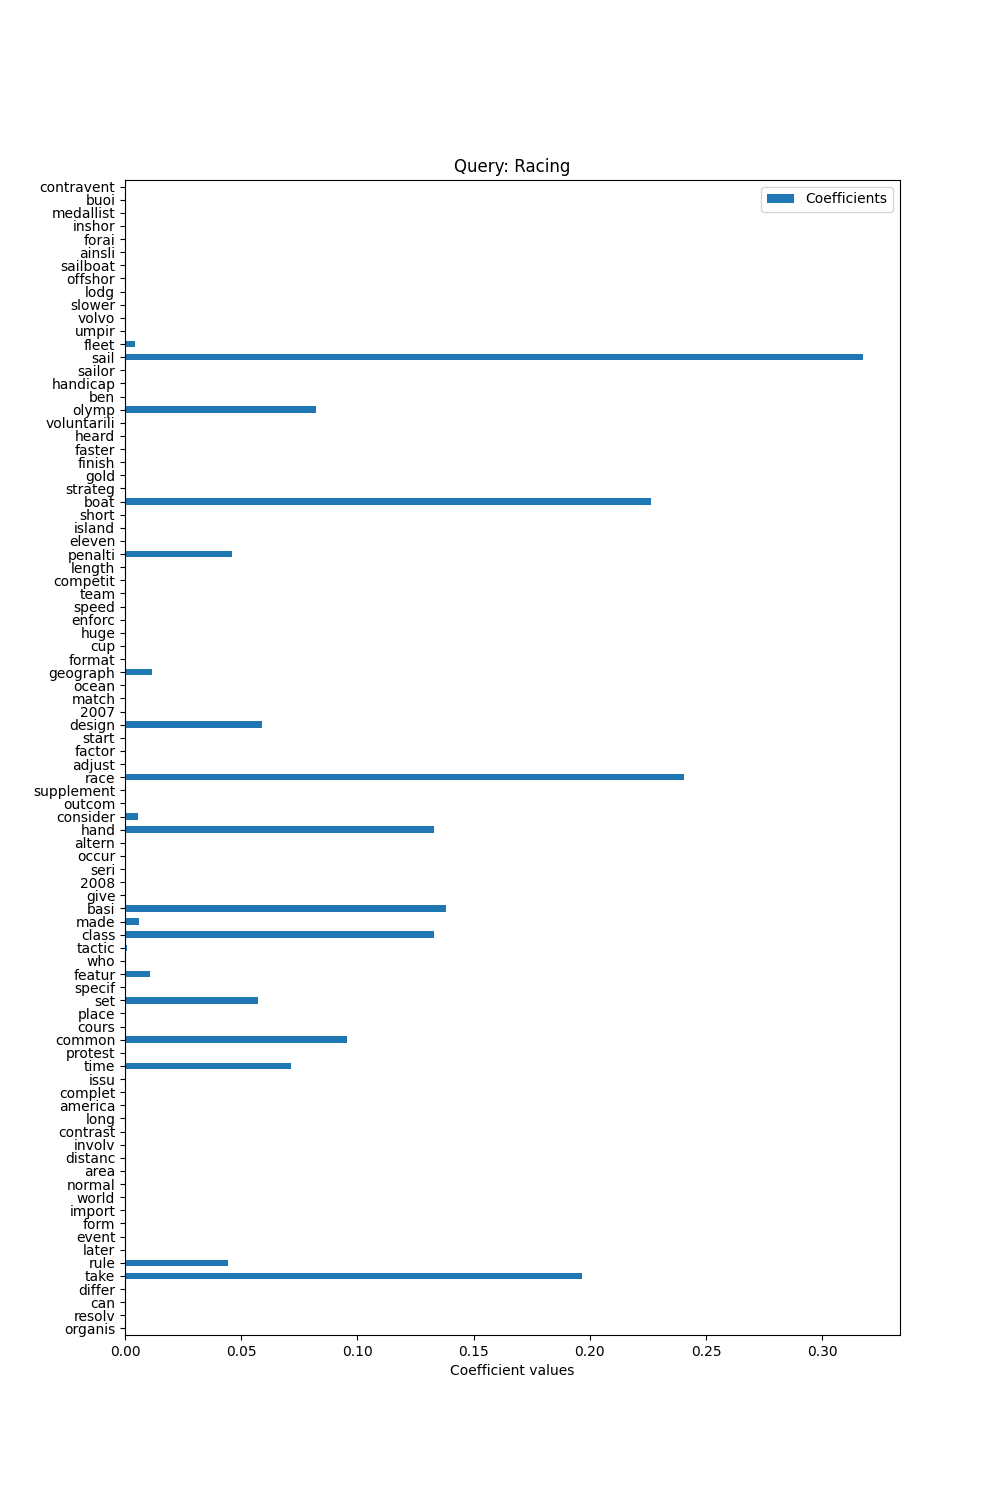 Query: Racing
Coefficients
contravent
buoi
medallist
inshor
forai
ainsli
sailboat
offshor
lodg
slower
volvo
umpir
fleet
sail
sailor
handicap
ben
olymp
voluntarili
heard
faster
finish
gold
strateg
boat
short
island
eleven
penalti
length
competit
team
speed
enforc
huge
cup
format
geograph
ocean
match
2007
design
start
factor
adjust
race
supplement
outcom
consider
hand
altern
occur
seri
2008
give
basi
made
class
tactic
who
featur
specif
set
place
cours
common
protest
time
issu
complet
america
long
contrast
involv
distanc
area
normal
world
import
form
event
later
rule
take
differ
can
resolv
organis
0.00 0.05 0.10 0.15 0.20 0.25 0.30
Coefficient values